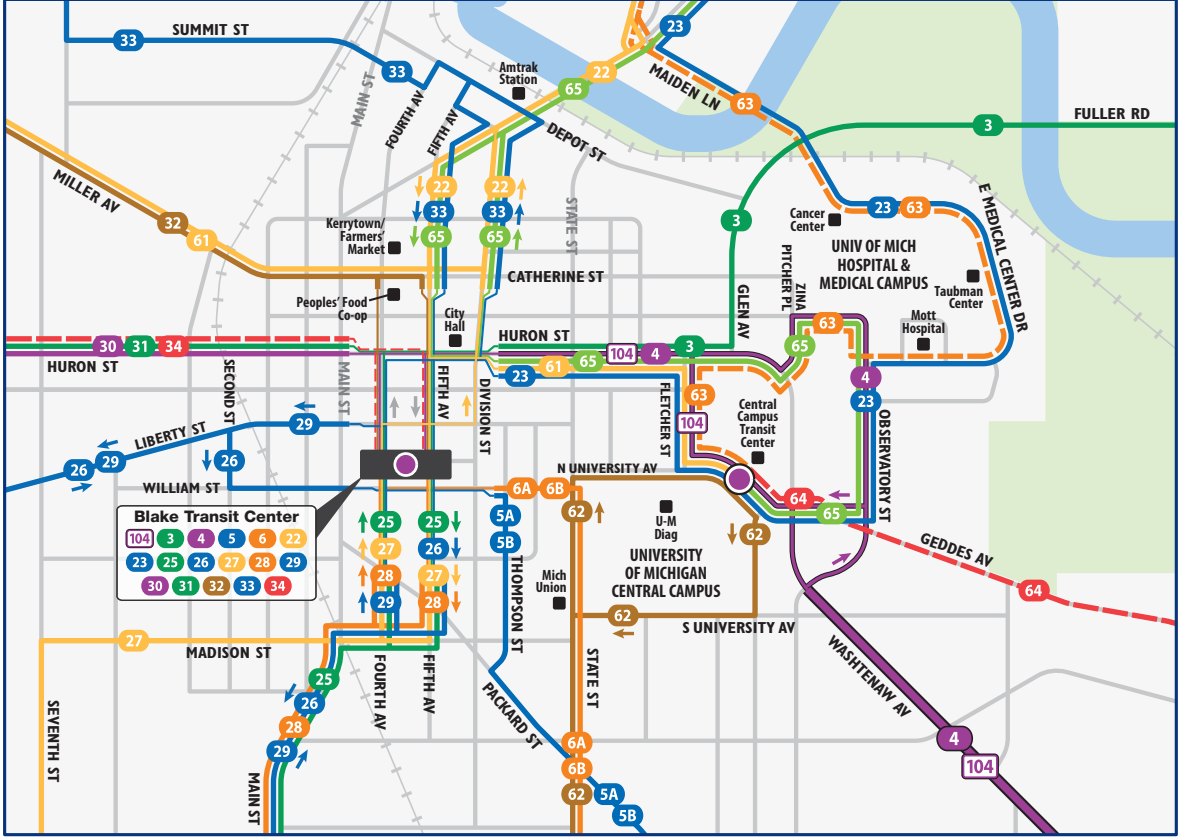 SUMMIT ST
33
33
MAIN ST
FOURTH AV
FIFTH AV
Amtrak
Station
22
65
23
MAIDEN LN
63
DEPOT ST
3
FULLER RD
MILLER AV
32
61
Kerrytown/
Farmers'
Market
22
33
65
22
33
65
STATE ST
3
Cancer
Center
23
63
E MEDICAL CENTER DR
UNIV OF MICH
HOSPITAL &
MEDICAL CAMPUS
Taubman
Center
Mott
Hospital
ZINA
PITCHER PL
GLEN AV
CATHERINE ST
Peoples' Food
Co-op
City
Hall
30
31
34
HURON ST
HURON ST
104
4
3
65
61
23
65
63
4
23
SECOND ST
MAIN ST
FIFTH AV
DIVISION ST
FLETCHER ST
63
104
Central
Campus
Transit
Center
OBSERVATORY ST
29
LIBERTY ST
26
29
26
WILLIAM ST
N UNIVERSITY AV
6A
6B
62
5A
5B
U-M
Diag
62
64
65
GEDDES AV
64
Blake Transit Center
104
3
4
5
6
22
23
25
26
27
28
29
30
31
32
33
34
25
27
28
29
25
26
27
28
THOMPSON ST
Mich
Union
UNIVERSITY
OF MICHIGAN
CENTRAL CAMPUS
62
S UNIVERSITY AV
27
MADISON ST
FOURTH AV
FIFTH AV
STATE ST
PACKARD ST
WASHTENAW AV
SEVENTH ST
25
26
28
29
MAIN ST
6A
6B
62
5A
5B
4
104